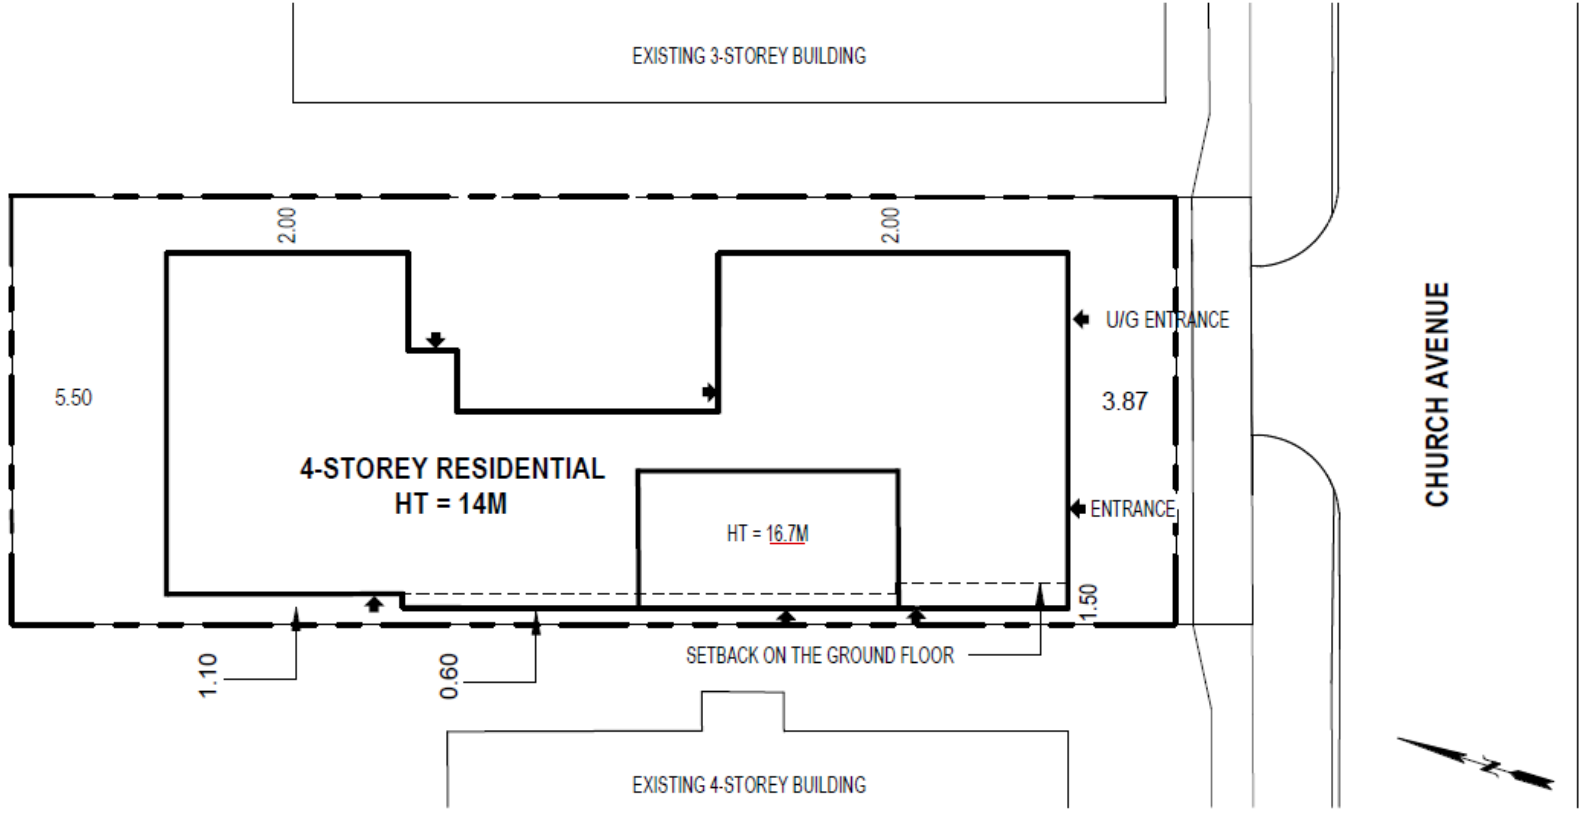 EXISTING 3-STOREY BUILDING
2.00
2.00
U/G ENTRANCE
5.50
3.87
CHURCH AVENUE
4-STOREY RESIDENTIAL
HT = 14M
ENTRANCE
HT = 16.7M
1.50
1.10
0.60
SETBACK ON THE GROUND FLOOR
EXISTING 4-STOREY BUILDING
N